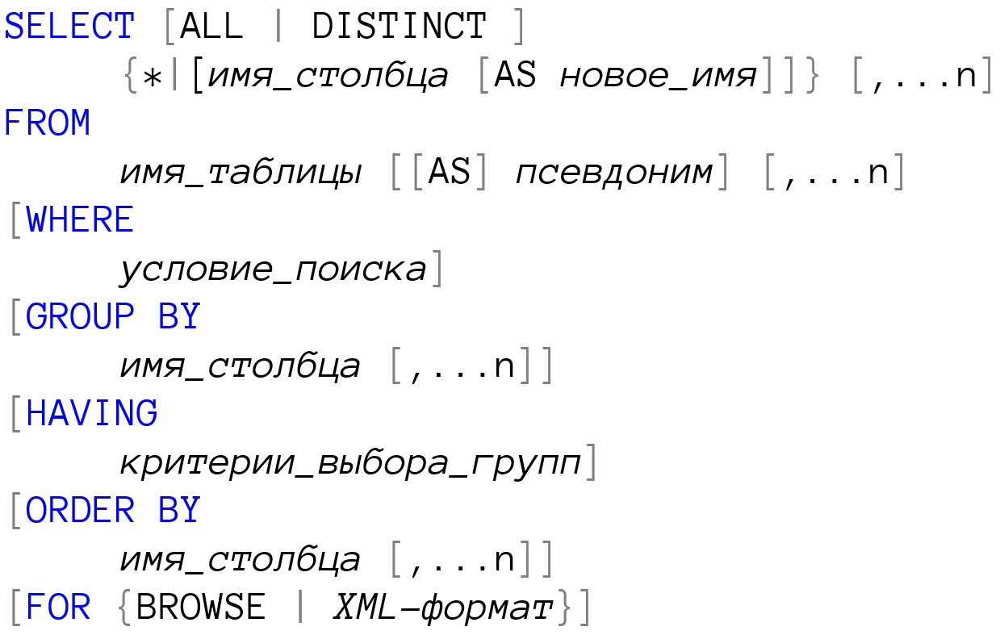 SELECT [ALL | DISTINCT ]
{*|[имя_столбца [AS новое_имя]]} [,...n]
FROM
имя_таблицы [[AS] псевдоним] [,...n]
[WHERE
условие_поиска]
[GROUP BY
имя_столбца [,...n]]
[HAVING
критерии_выбора_групп]
[ORDER BY
имя_столбца [,...n]]
[FOR {BROWSE | XML-формат}]